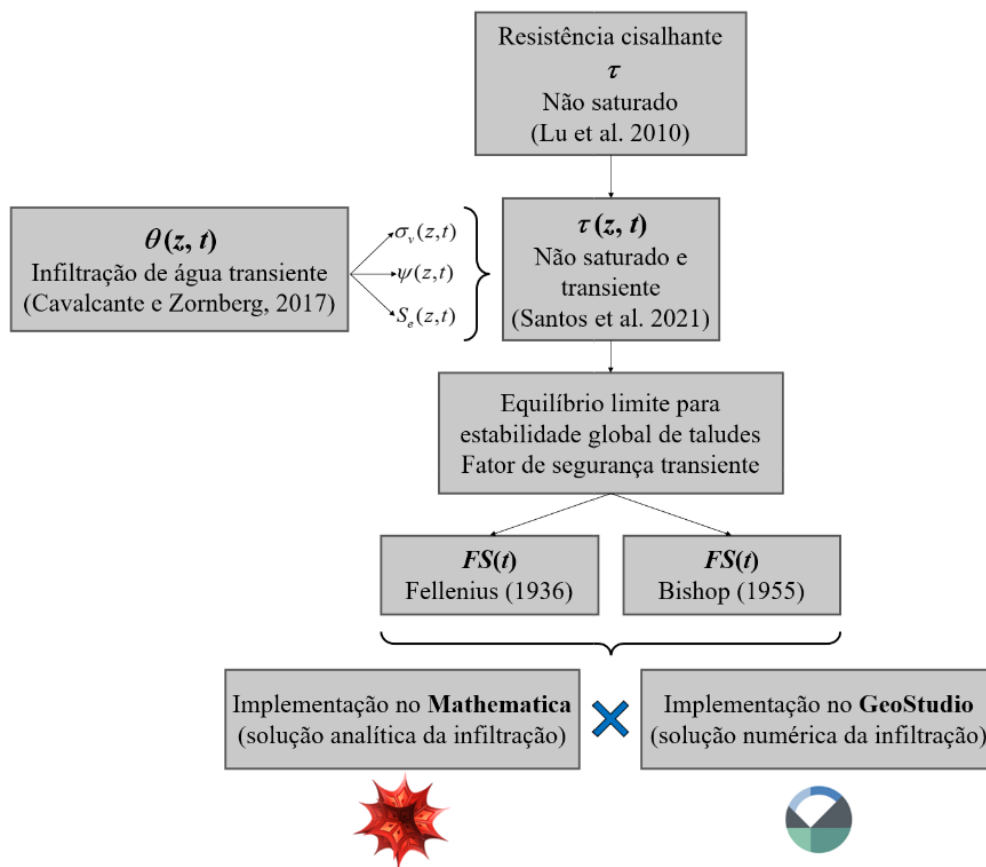 Resistência cisalhante
τ
Não saturado
(Lu et al. 2010)
θ(z, t)
Infiltração de água transiente
(Cavalcante e Zornberg, 2017)
σ_v(z,t)
ψ(z,t)
S_e(z,t)
τ(z, t)
Não saturado e
transiente
(Santos et al. 2021)
Equilíbrio limite para
estabilidade global de taludes
Fator de segurança transiente
FS(t)
Fellenius (1936)
FS(t)
Bishop (1955)
Implementação no Mathematica
(solução analítica da infiltração)
Implementação no GeoStudio
(solução numérica da infiltração)